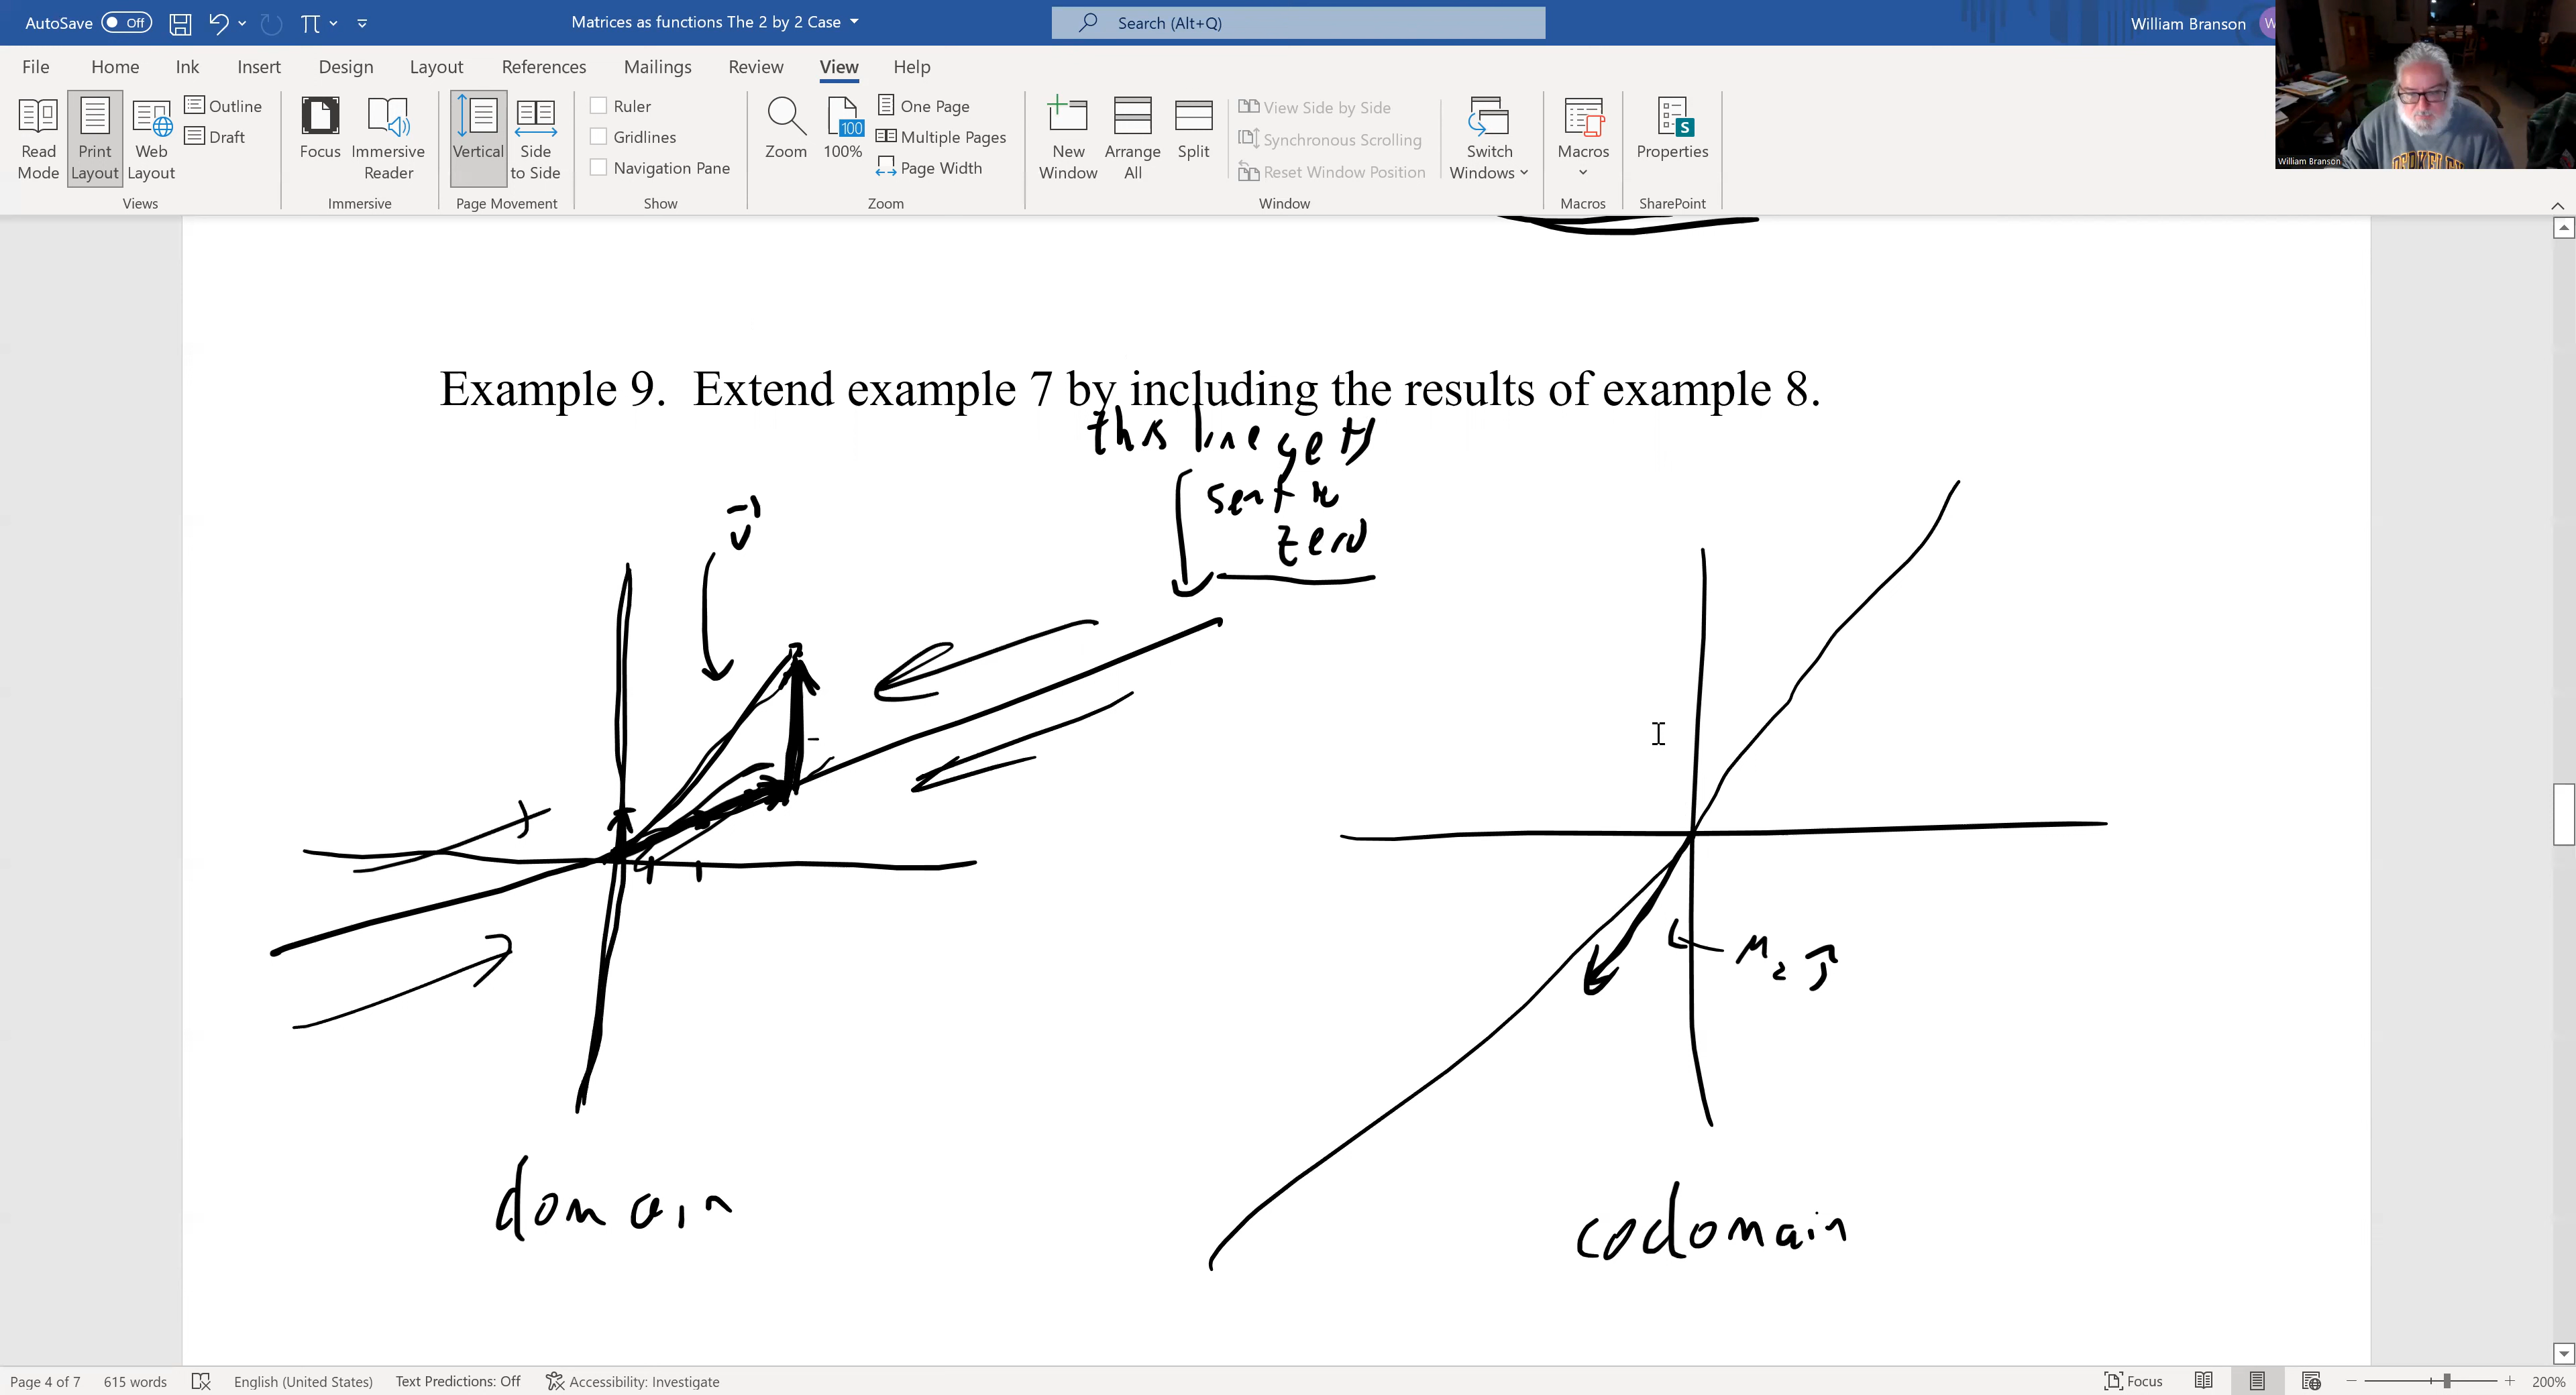 AutoSave Off Matrices as functions The 2 by 2 Case Search (Alt+Q) William Branson W
File Home Ink Insert Design Layout References Mailings Review View Help
Read Mode
Print Layout
Web Layout
Outline
Draft
Views
Focus
Immersive Reader
Immersive
Vertical
Side to Side
Page Movement
Ruler
Gridlines
Navigation Pane
Show
Zoom
100
100%
One Page
Multiple Pages
Page Width
Zoom
New Window
Arrange All
Split
View Side by Side
Synchronous Scrolling
Reset Window Position
Window
Switch Windows
Macros
Macros
S
Properties
SharePoint
William Branson
BERKELEY
Example 9. Extend example 7 by including the results of example 8.
this line gets
sent to
zero
v⃗
M₂ ĵ
domain
codomain
Page 4 of 7 615 words English (United States) Text Predictions: Off Accessibility: Investigate Focus 200%